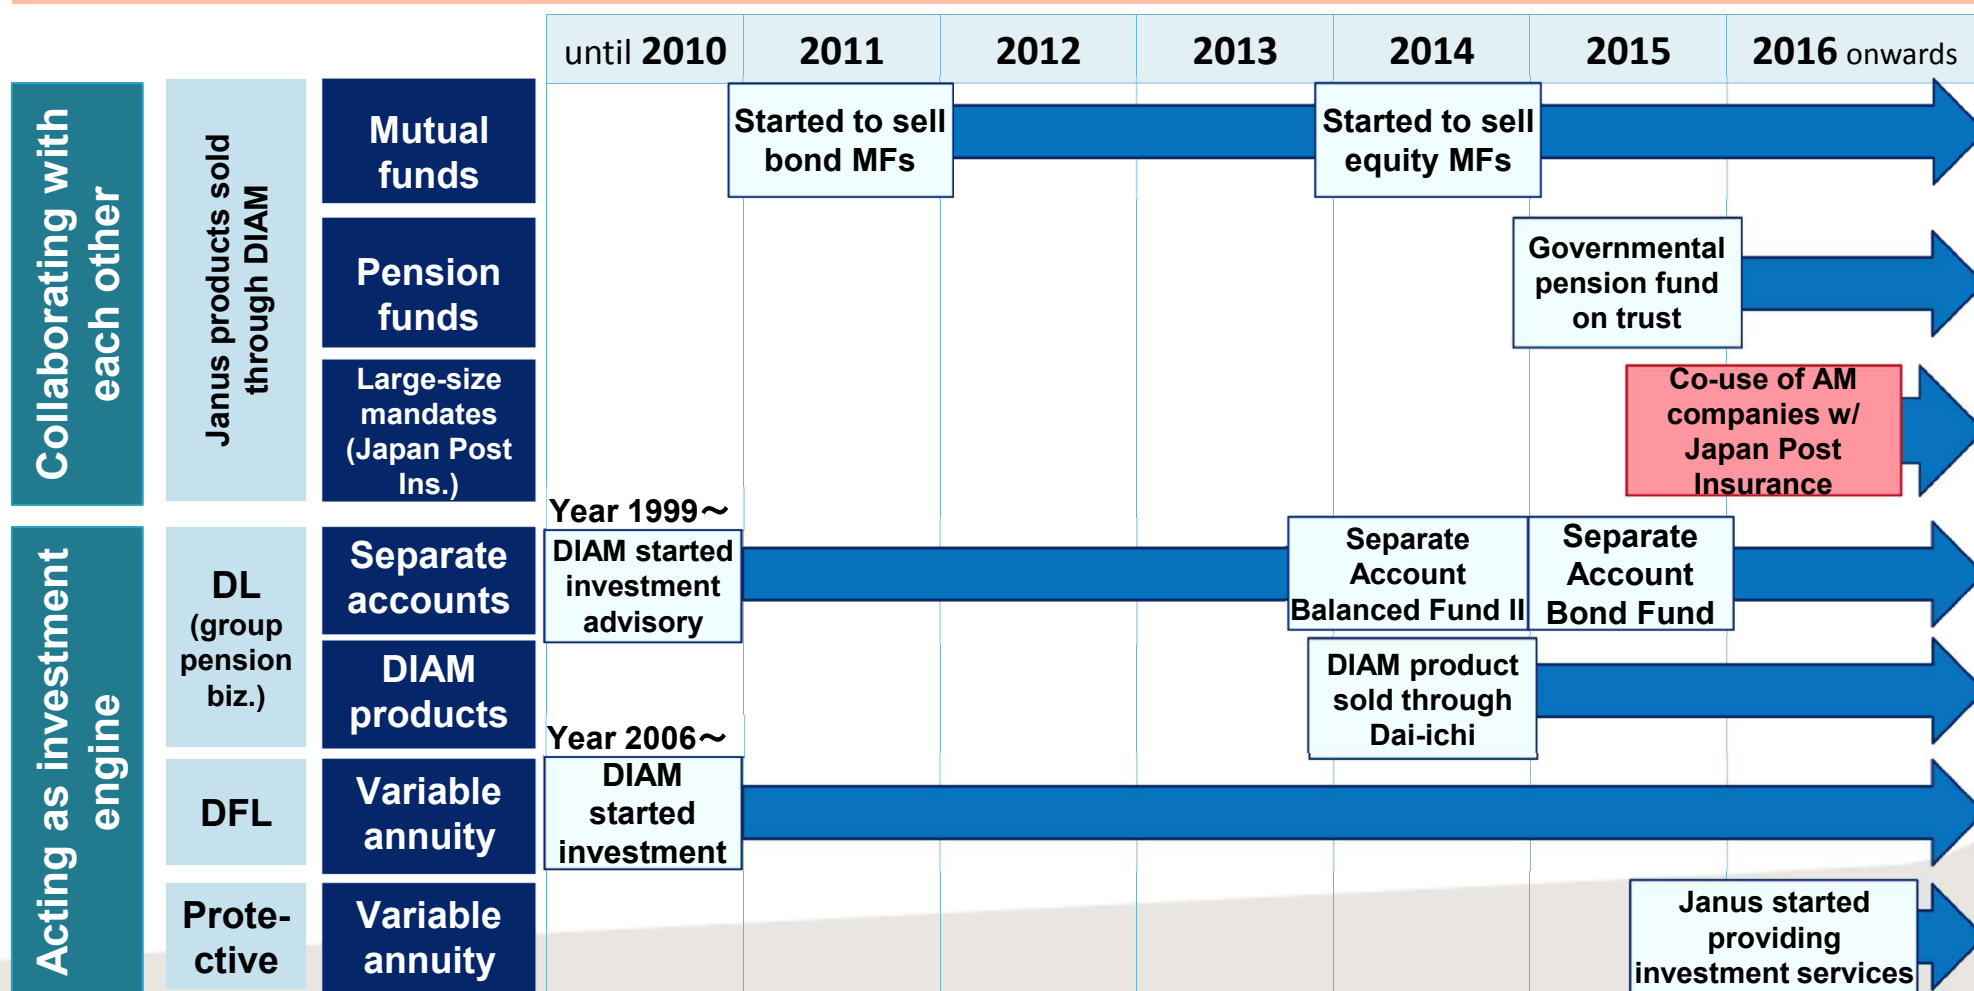 until 2010
2011
2012
2013
2014
2015
2016 onwards
Collaborating with
each other
Janus products sold
through DIAM
Mutual
funds
Started to sell
bond MFs
Started to sell
equity MFs
Pension
funds
Governmental
pension fund
on trust
Large-size
mandates
(Japan Post
Ins.)
Co-use of AM
companies w/
Japan Post
Insurance
Acting as investment
engine
DL
(group
pension
biz.)
Separate
accounts
Year 1999～
DIAM started
investment
advisory
Separate
Account
Balanced Fund II
Separate
Account
Bond Fund
DIAM
products
DIAM product
sold through
Dai-ichi
DFL
Variable
annuity
Year 2006～
DIAM
started
investment
Prote-
ctive
Variable
annuity
Janus started
providing
investment services